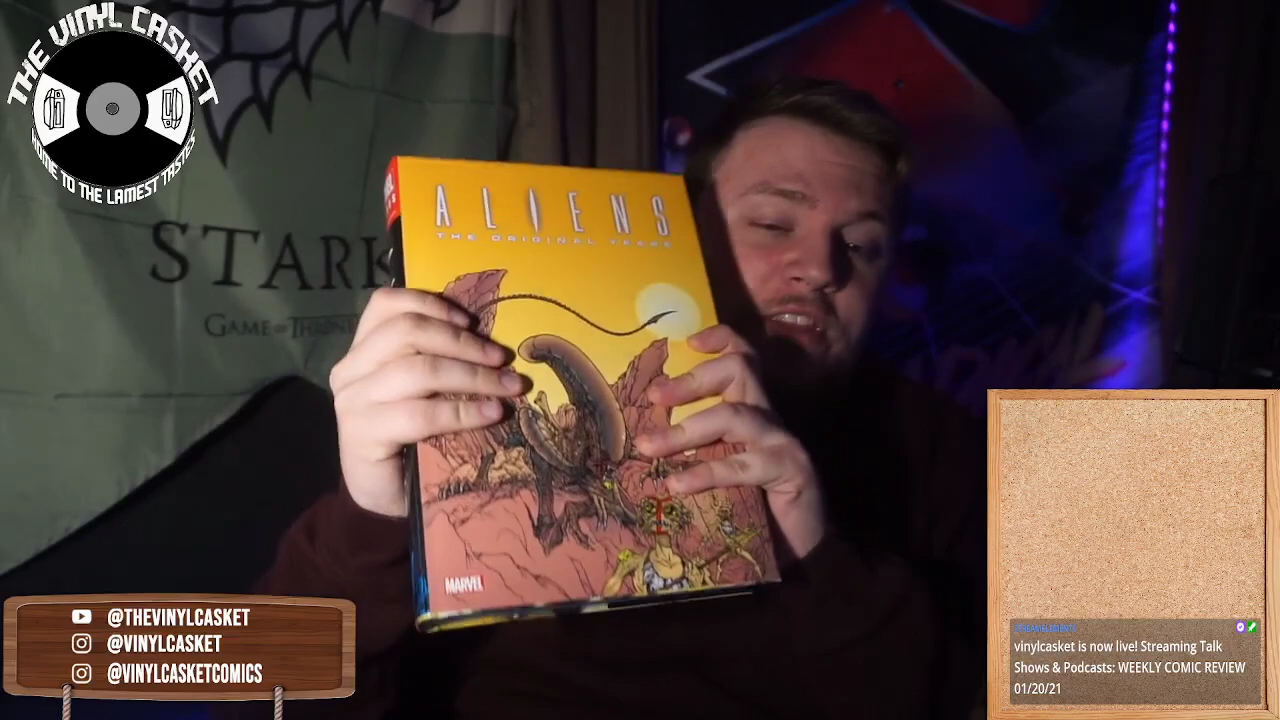 THE VINYL CASKET
HOME TO THE LAMEST TASTES
ALIENS
THE ORIGINAL YEARS
MARVEL
STARK
GAME OF THRONE
@THEVINYLCASKET
@VINYLCASKET
@VINYLCASKETCOMICS
vinylcasket is now live! Streaming Talk
Shows & Podcasts: WEEKLY COMIC REVIEW
01/20/21